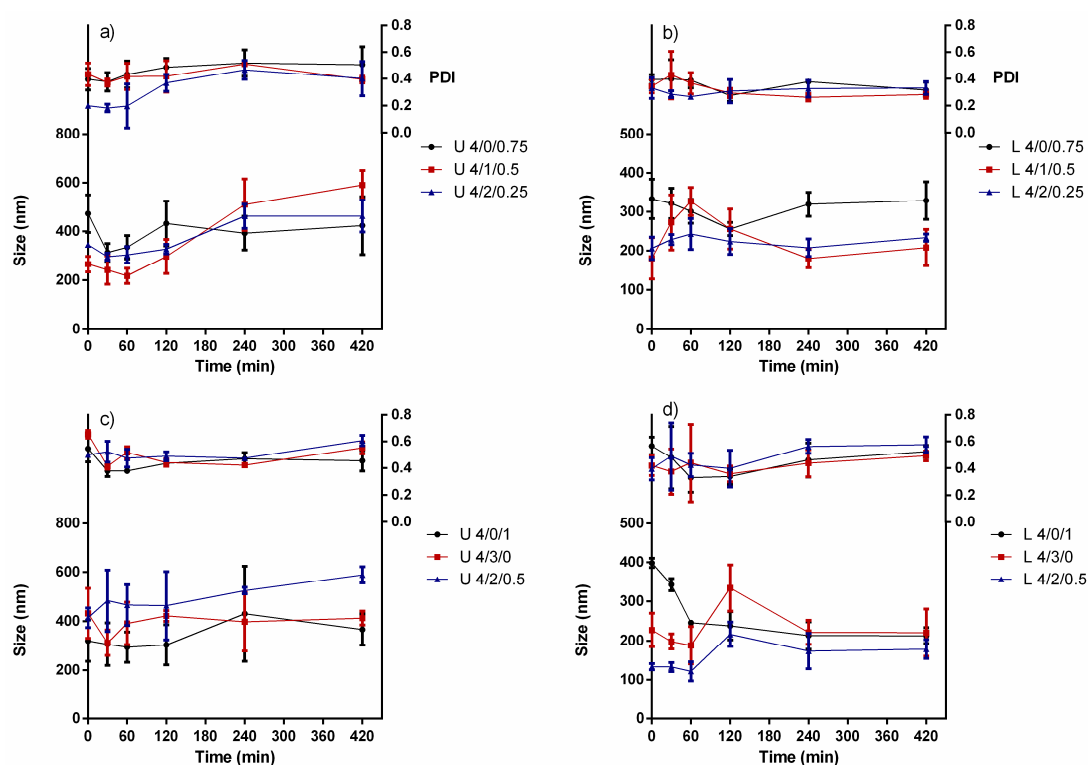 a)
0.8
0.6
0.4
0.2
0.0
PDI
800
600
400
200
0
Size (nm)
0 60 120 180 240 300 360 420
Time (min)
U 4/0/0.75
U 4/1/0.5
U 4/2/0.25
b)
0.8
0.6
0.4
0.2
0.0
PDI
500
400
300
200
100
0
Size (nm)
0 60 120 180 240 300 360 420
Time (min)
L 4/0/0.75
L 4/1/0.5
L 4/2/0.25
c)
0.8
0.6
0.4
0.2
0.0
800
600
400
200
0
Size (nm)
0 60 120 180 240 300 360 420
Time (min)
U 4/0/1
U 4/3/0
U 4/2/0.5
d)
0.8
0.6
0.4
0.2
0.0
500
400
300
200
100
0
Size (nm)
0 60 120 180 240 300 360 420
Time (min)
L 4/0/1
L 4/3/0
L 4/2/0.5